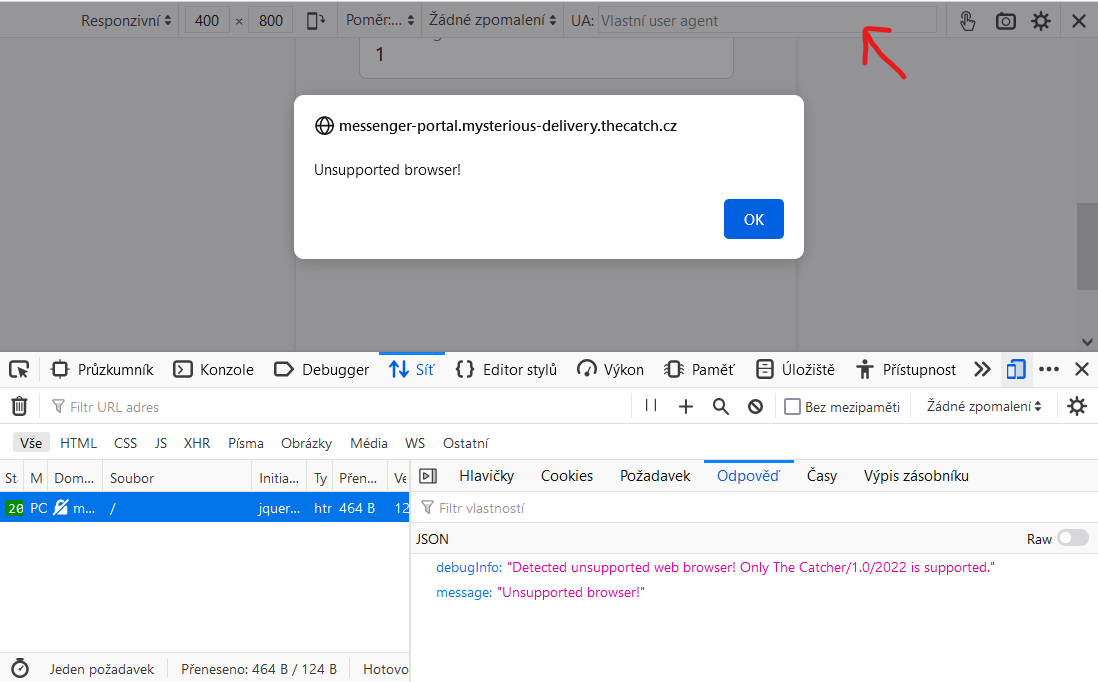 Responzivní 400 × 800 Poměr:... Žádné zpomalení UA: Vlastní user agent
1
messenger-portal.mysterious-delivery.thecatch.cz
Unsupported browser!
OK
Průzkumník Konzole Debugger Síť Editor stylů Výkon Paměť Úložiště Přístupnost
Filtr URL adres Bez mezipaměti Žádné zpomalení
Vše HTML CSS JS XHR Písma Obrázky Média WS Ostatní
St M Dom... Soubor Initia... Ty Přen... Ve Hlavičky Cookies Požadavek Odpověď Časy Výpis zásobníku
20 PO m... / jquer... htr 464 B 12 Filtr vlastností
JSON Raw
debugInfo: "Detected unsupported web browser! Only The Catcher/1.0/2022 is supported."
message: "Unsupported browser!"
Jeden požadavek Přeneseno: 464 B / 124 B Hotovo